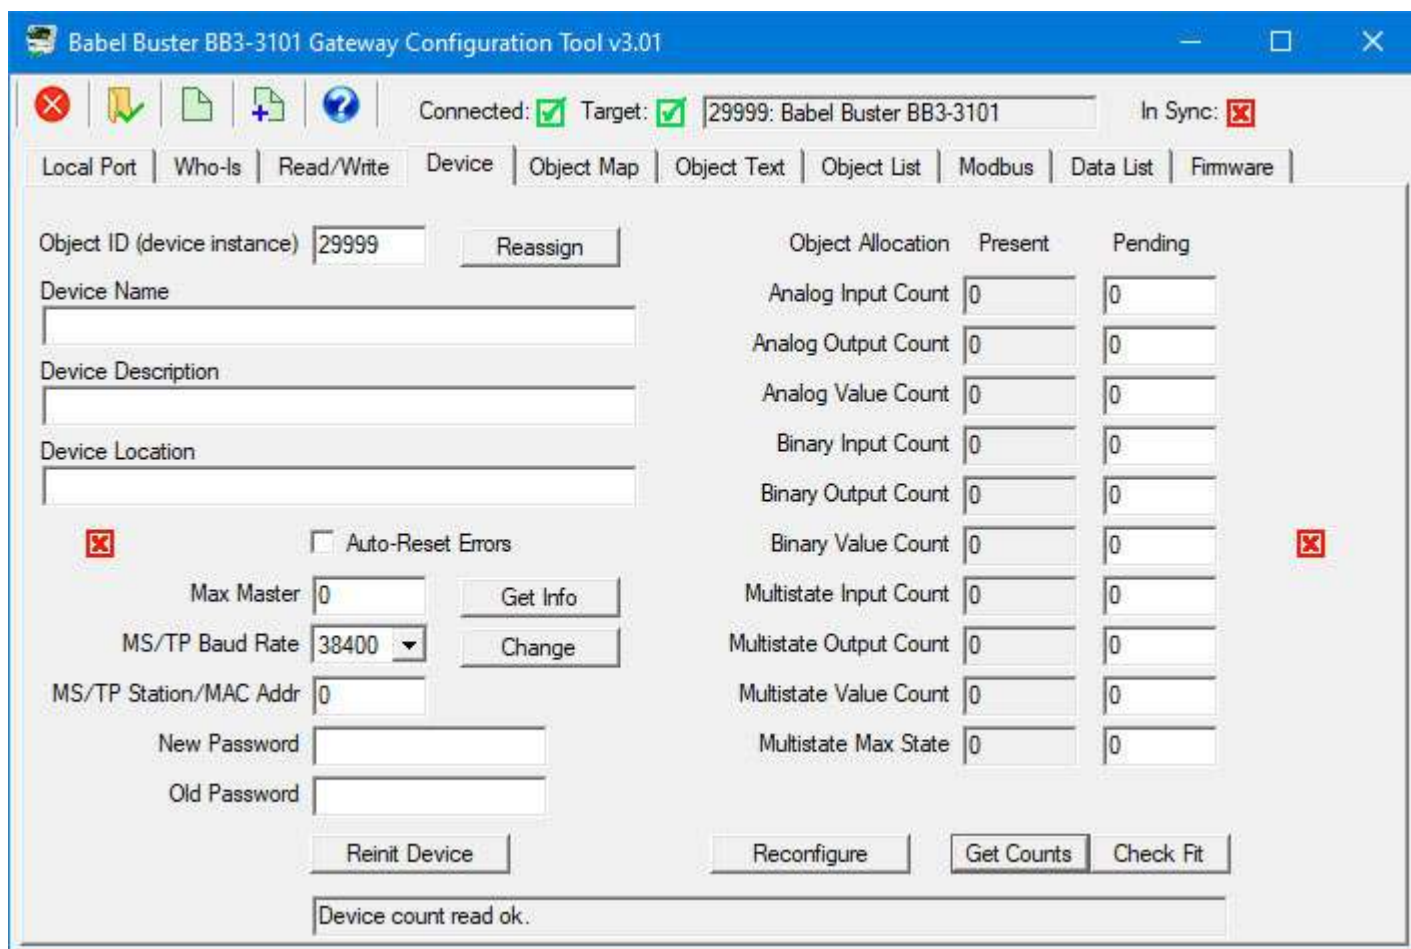 Babel Buster BB3-3101 Gateway Configuration Tool v3.01
Connected: Target: 29999: Babel Buster BB3-3101 In Sync:
Local Port Who-Is Read/Write Device Object Map Object Text Object List Modbus Data List Firmware
Object ID (device instance) 29999 Reassign
Object Allocation Present Pending
Device Name
Analog Input Count 0 0
Analog Output Count 0 0
Device Description
Analog Value Count 0 0
Device Location
Binary Input Count 0 0
Binary Output Count 0 0
Auto-Reset Errors
Binary Value Count 0 0
Max Master 0 Get Info
Multistate Input Count 0 0
MS/TP Baud Rate 38400 Change
Multistate Output Count 0 0
MS/TP Station/MAC Addr 0
Multistate Value Count 0 0
New Password
Multistate Max State 0 0
Old Password
Reinit Device Reconfigure Get Counts Check Fit
Device count read ok.